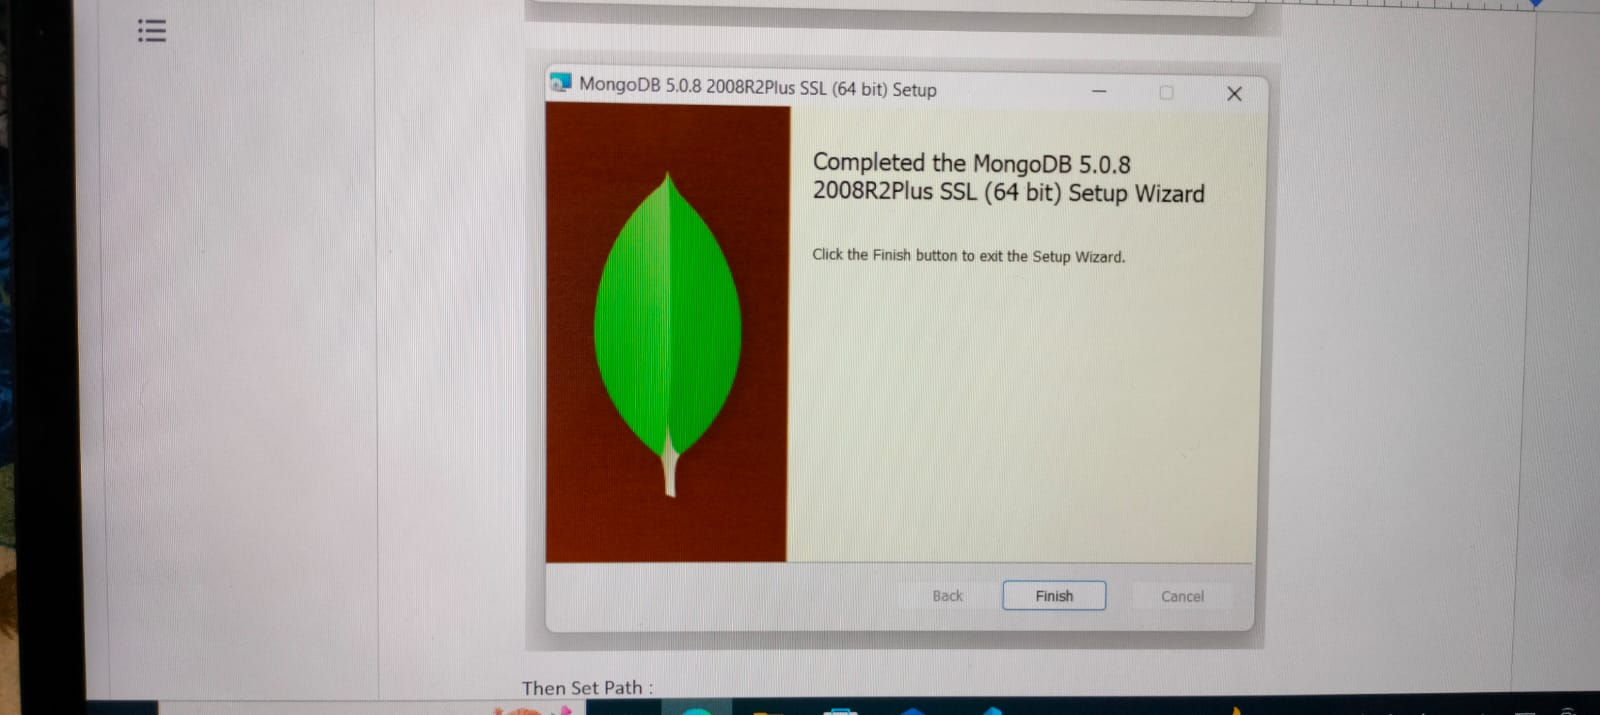 MongoDB 5.0.8 2008R2Plus SSL (64 bit) Setup
Completed the MongoDB 5.0.8
2008R2Plus SSL (64 bit) Setup Wizard
Click the Finish button to exit the Setup Wizard.
Back Finish Cancel
Then Set Path :